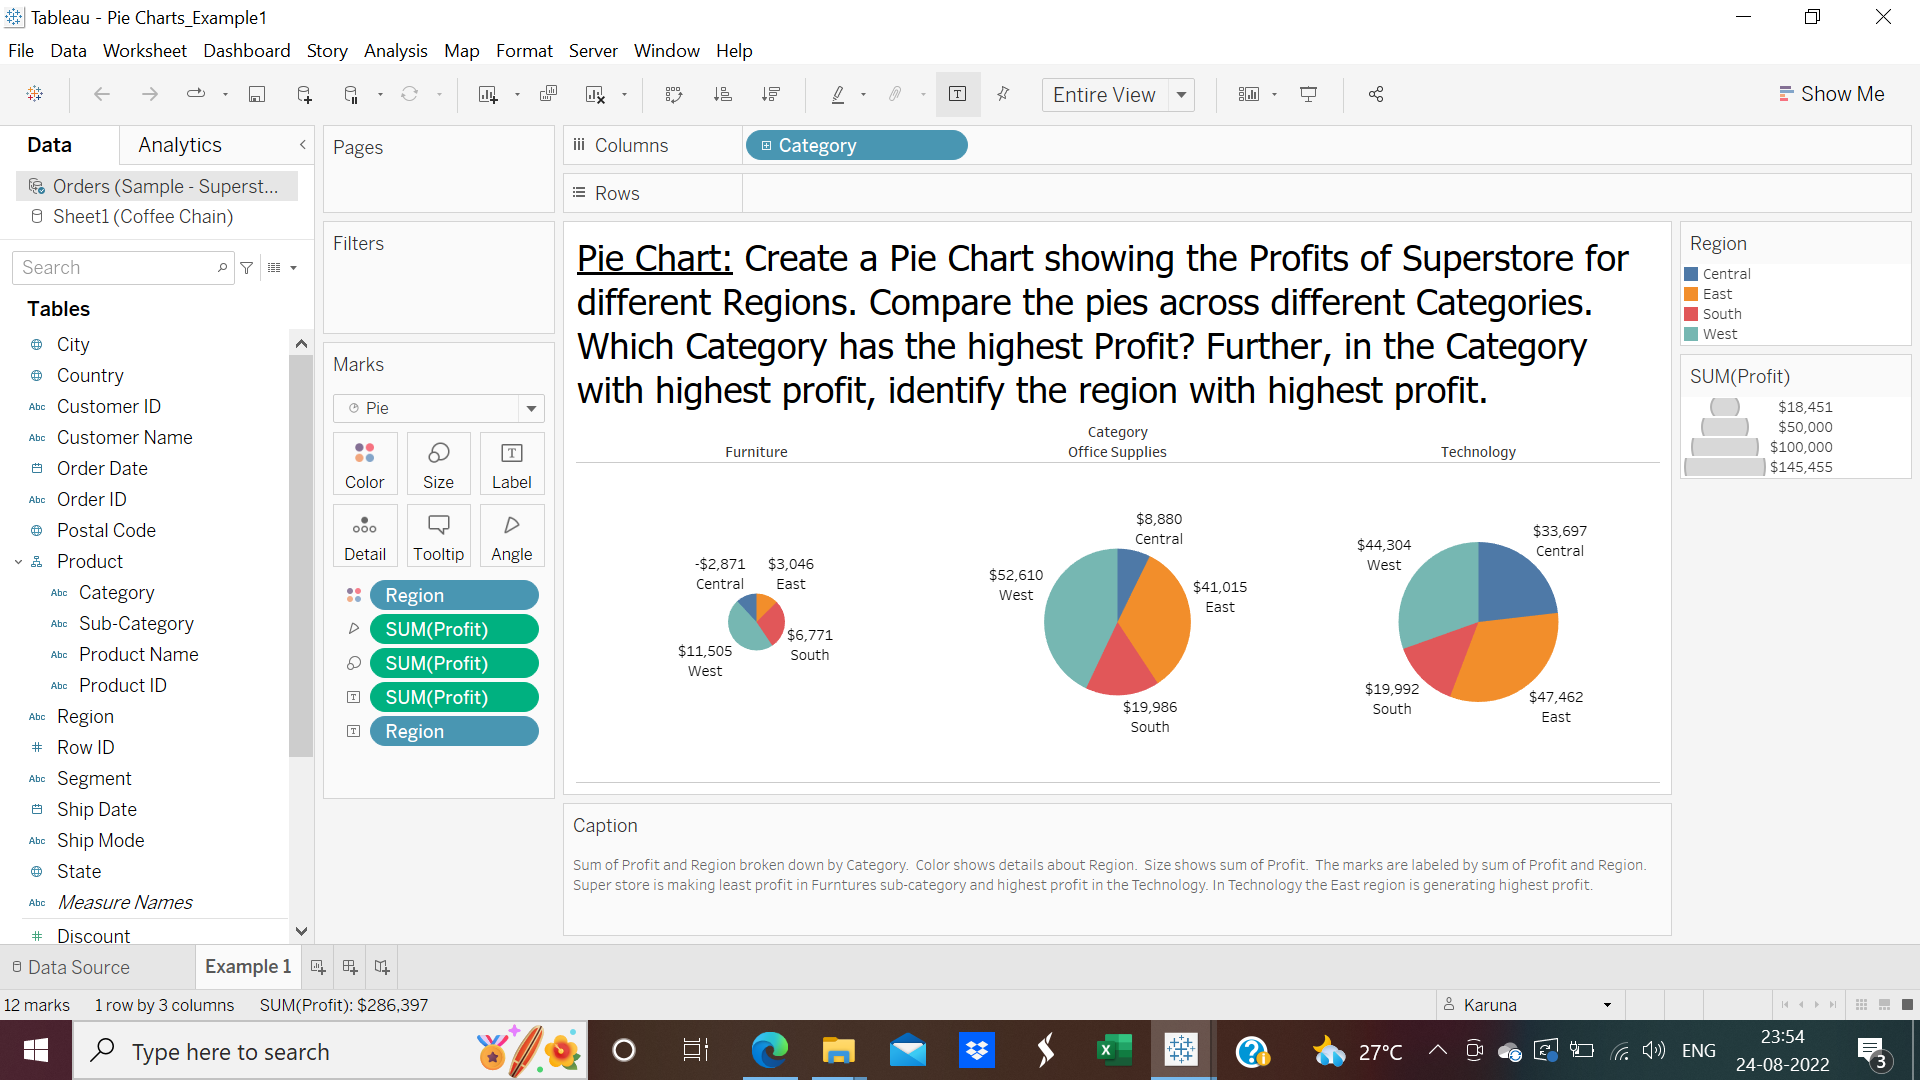 Tableau - Pie Charts_Example1
File Data Worksheet Dashboard Story Analysis Map Format Server Window Help
Entire View
Show Me
Data Analytics
Orders (Sample - Superst...
Sheet1 (Coffee Chain)
Search
Tables
City
Country
Abc Customer ID
Abc Customer Name
Order Date
Abc Order ID
Postal Code
Product
Abc Category
Abc Sub-Category
Abc Product Name
Abc Product ID
Abc Region
# Row ID
Abc Segment
Ship Date
Abc Ship Mode
State
Abc Measure Names
# Discount
Pages
Filters
Marks
Pie
Color Size Label
Detail Tooltip Angle
Region
SUM(Profit)
SUM(Profit)
SUM(Profit)
Region
Columns
Category
Rows
Pie Chart: Create a Pie Chart showing the Profits of Superstore for
different Regions. Compare the pies across different Categories.
Which Category has the highest Profit? Further, in the Category
with highest profit, identify the region with highest profit.
Category
Furniture Office Supplies Technology
-$2,871
Central
$3,046
East
$6,771
South
$11,505
West
$8,880
Central
$41,015
East
$19,986
South
$52,610
West
$33,697
Central
$47,462
East
$19,992
South
$44,304
West
Region
Central
East
South
West
SUM(Profit)
$18,451
$50,000
$100,000
$145,455
Caption
Sum of Profit and Region broken down by Category. Color shows details about Region. Size shows sum of Profit. The marks are labeled by sum of Profit and Region.
Super store is making least profit in Furntures sub-category and highest profit in the Technology. In Technology the East region is generating highest profit.
Data Source Example 1
12 marks 1 row by 3 columns SUM(Profit): $286,397
Karuna
Type here to search
27°C
ENG
23:54
24-08-2022
3